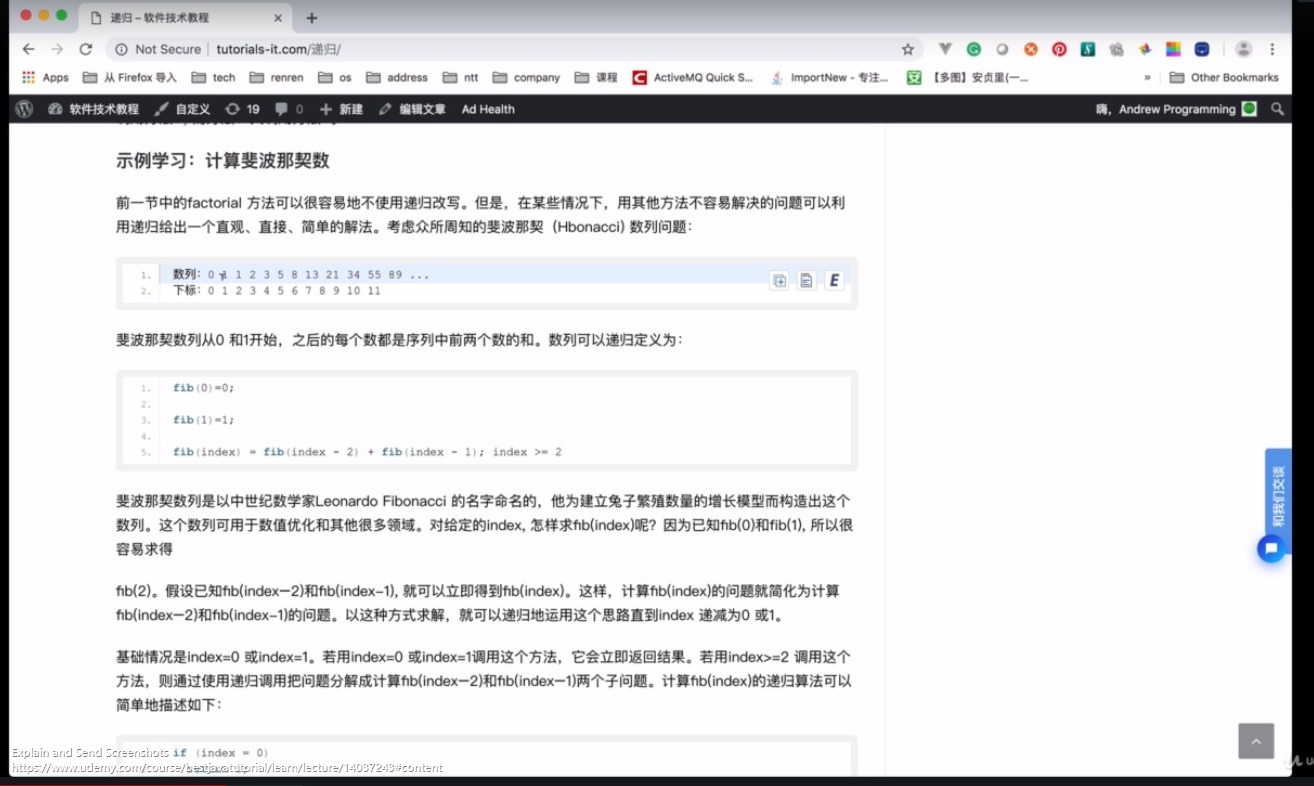 递归 – 软件技术教程
Not Secure | tutorials-it.com/递归/
Apps 从 Firefox 导入 tech renren os address ntt company 课程 ActiveMQ Quick S... ImportNew - 专注... 【多图】安贞里(一... » Other Bookmarks
软件技术教程 自定义 19 0 新建 编辑文章 Ad Health 嗨，Andrew Programming
示例学习：计算斐波那契数
前一节中的factorial 方法可以很容易地不使用递归改写。但是，在某些情况下，用其他方法不容易解决的问题可以利
用递归给出一个直观、直接、简单的解法。考虑众所周知的斐波那契（Hbonacci) 数列问题：
1. 数列：0 1 1 2 3 5 8 13 21 34 55 89 ...
2. 下标：0 1 2 3 4 5 6 7 8 9 10 11
斐波那契数列从0 和1开始，之后的每个数都是序列中前两个数的和。数列可以递归定义为：
1. fib(0)=0;
2.
3. fib(1)=1;
4.
5. fib(index) = fib(index - 2) + fib(index - 1); index >= 2
斐波那契数列是以中世纪数学家Leonardo Fibonacci 的名字命名的，他为建立兔子繁殖数量的增长模型而构造出这个
数列。这个数列可用于数值优化和其他很多领域。对给定的index, 怎样求fib(index)呢？因为已知fib(0)和fib(1), 所以很
容易求得
fib(2)。假设已知fib(index一2)和fib(index-1), 就可以立即得到fib(index)。这样，计算fib(index)的问题就简化为计算
fib(index一2)和fib(index-1)的问题。以这种方式求解，就可以递归地运用这个思路直到index 递减为0 或1。
基础情况是index=0 或index=1。若用index=0 或index=1调用这个方法，它会立即返回结果。若用index>=2 调用这个
方法，则通过使用递归调用把问题分解成计算fib(index一2)和fib(index一1)两个子问题。计算fib(index)的递归算法可以
简单地描述如下：
if (index = 0)
和我们交谈
Explain and Send Screenshots
https://www.udemy.com/course/bestjavatutorial/learn/lecture/14037243#content